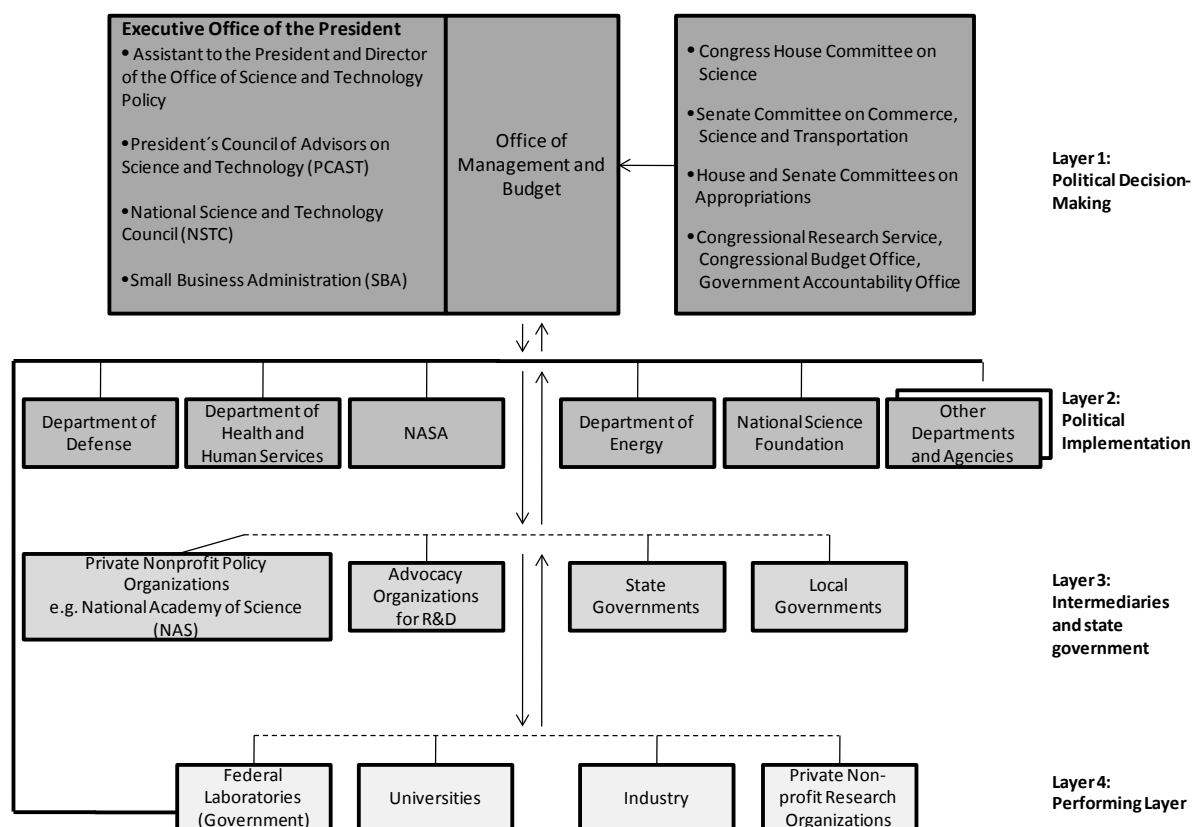 Executive Office of the President
• Assistant to the President and Director
of the Office of Science and Technology
Policy
•President´s Council of Advisors on
Science and Technology (PCAST)
•National Science and Technology
Council (NSTC)
•Small Business Administration (SBA)
Office of
Management and
Budget
• Congress House Committee on
Science
•Senate Committee on Commerce,
Science and Transportation
•House and Senate Committees on
Appropriations
•Congressional Research Service,
Congressional Budget Office,
Government Accountability Office
Layer 1:
Political Decision-
Making
Department of
Defense
Department of
Health and
Human Services
NASA
Department of
Energy
National Science
Foundation
Other
Departments
and Agencies
Layer 2:
Political
Implementation
Private Nonprofit Policy
Organizations
e.g. National Academy of Science
(NAS)
Advocacy
Organizations
for R&D
State
Governments
Local
Governments
Layer 3:
Intermediaries
and state
government
Federal
Laboratories
(Government)
Universities
Industry
Private Non-
profit Research
Organizations
Layer 4:
Performing Layer